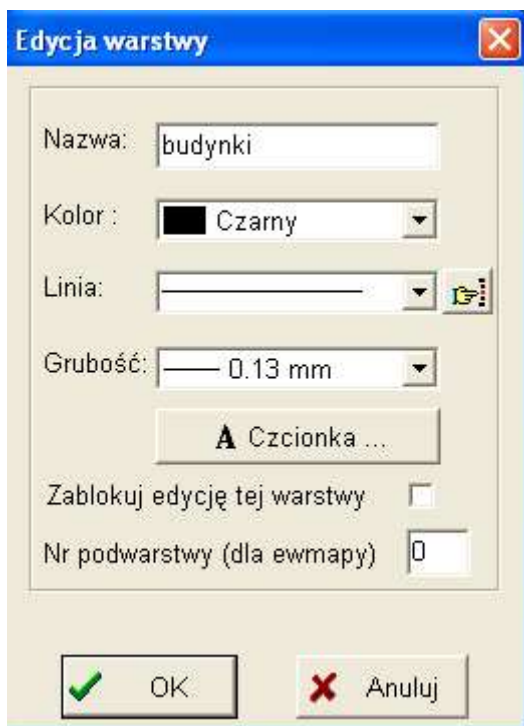 Edycja warstwy
Nazwa: budynki
Kolor : Czarny
Linia:
Grubość: 0.13 mm
A Czcionka ...
Zablokuj edycję tej warstwy
Nr podwarstwy (dla ewmapy) 0
OK Anuluj